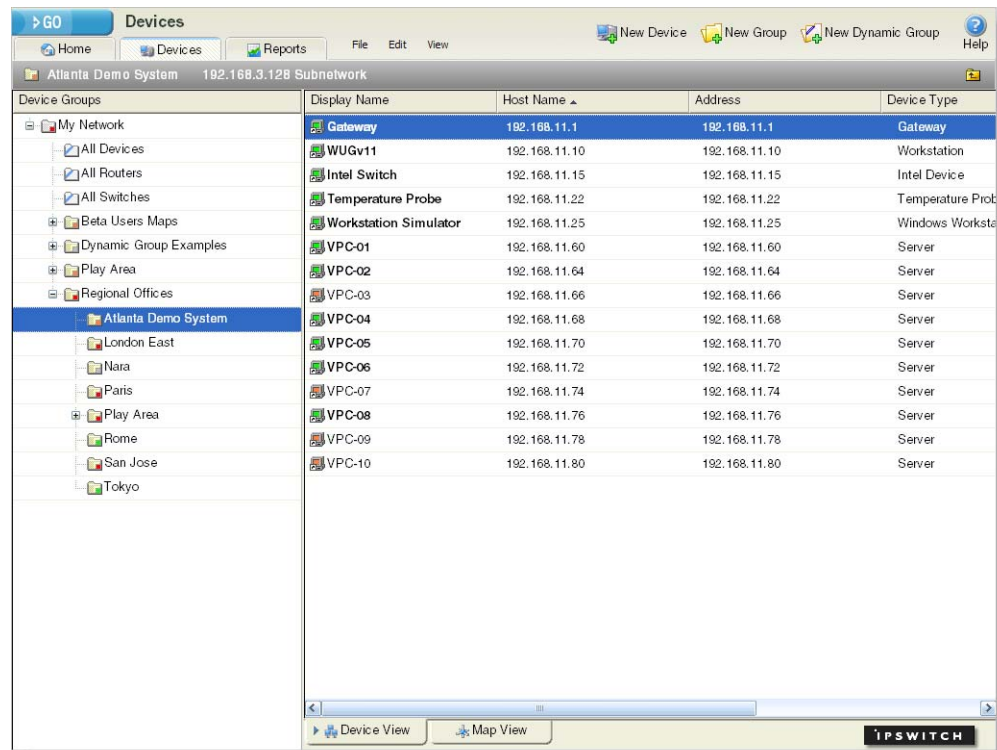 GO Devices
New Device New Group New Dynamic Group Help
Home Devices Reports File Edit View
Atlanta Demo System 192.168.3.128 Subnetwork
Device Groups
My Network
All Devices
All Routers
All Switches
Beta Users Maps
Dynamic Group Examples
Play Area
Regional Offices
Atlanta Demo System
London East
Nara
Paris
Play Area
Rome
San Jose
Tokyo
Display Name Host Name Address Device Type
Gateway 192.168.11.1 192.168.11.1 Gateway
WUGv11 192.168.11.10 192.168.11.10 Workstation
Intel Switch 192.168.11.15 192.168.11.15 Intel Device
Temperature Probe 192.168.11.22 192.168.11.22 Temperature Prob
Workstation Simulator 192.168.11.25 192.168.11.25 Windows Worksta
VPC-01 192.168.11.60 192.168.11.60 Server
VPC-02 192.168.11.64 192.168.11.64 Server
VPC-03 192.168.11.66 192.168.11.66 Server
VPC-04 192.168.11.68 192.168.11.68 Server
VPC-05 192.168.11.70 192.168.11.70 Server
VPC-06 192.168.11.72 192.168.11.72 Server
VPC-07 192.168.11.74 192.168.11.74 Server
VPC-08 192.168.11.76 192.168.11.76 Server
VPC-09 192.168.11.78 192.168.11.78 Server
VPC-10 192.168.11.80 192.168.11.80 Server
Device View Map View
IPSWITCH